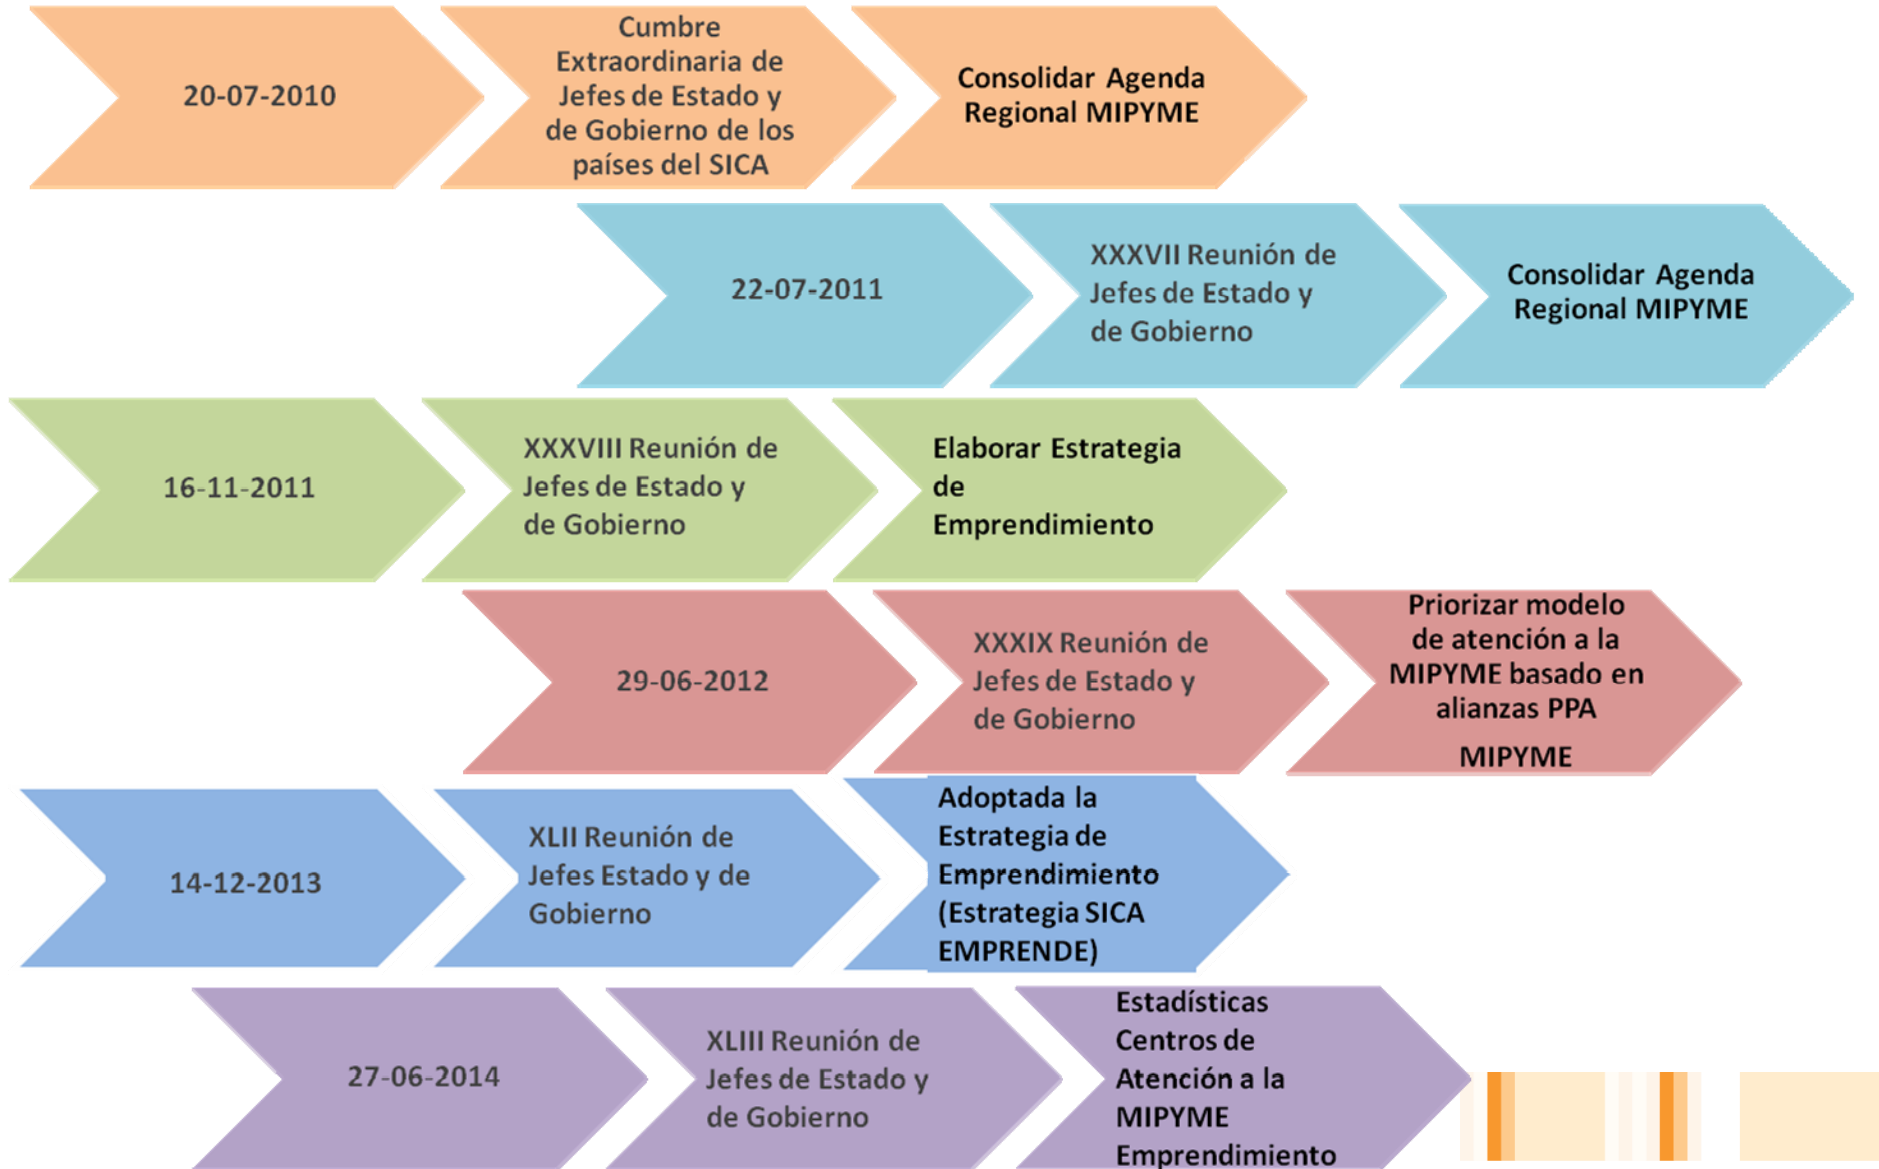 20-07-2010
Cumbre
Extraordinaria de
Jefes de Estado y
de Gobierno de los
países del SICA
Consolidar Agenda
Regional MIPYME
22-07-2011
XXXVII Reunión de
Jefes de Estado y
de Gobierno
Consolidar Agenda
Regional MIPYME
16-11-2011
XXXVIII Reunión de
Jefes de Estado y
de Gobierno
Elaborar Estrategia
de
Emprendimiento
29-06-2012
XXXIX Reunión de
Jefes de Estado y
de Gobierno
Priorizar modelo
de atención a la
MIPYME basado en
alianzas PPA
MIPYME
14-12-2013
XLII Reunión de
Jefes Estado y de
Gobierno
Adoptada la
Estrategia de
Emprendimiento
(Estrategia SICA
EMPRENDE)
27-06-2014
XLIII Reunión de
Jefes de Estado y
de Gobierno
Estadísticas
Centros de
Atención a la
MIPYME
Emprendimiento